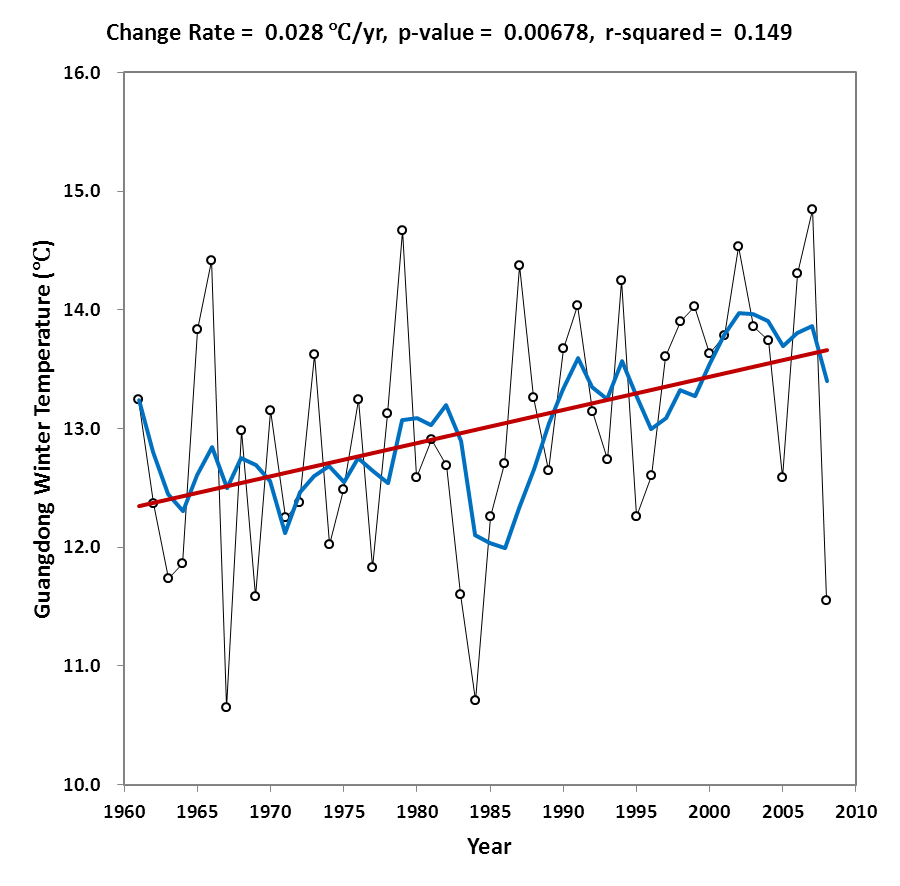 Change Rate = 0.028 ℃/yr, p-value = 0.00678, r-squared = 0.149
16.0
15.0
14.0
13.0
12.0
11.0
10.0
Guangdong Winter Temperature (℃)
1960 1965 1970 1975 1980 1985 1990 1995 2000 2005 2010
Year